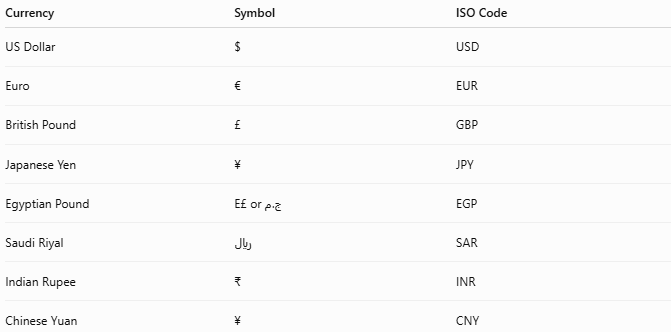 Currency Symbol ISO Code
US Dollar $ USD
Euro € EUR
British Pound £ GBP
Japanese Yen ¥ JPY
Egyptian Pound E£ or ج.م EGP
Saudi Riyal ريال SAR
Indian Rupee ₹ INR
Chinese Yuan ¥ CNY